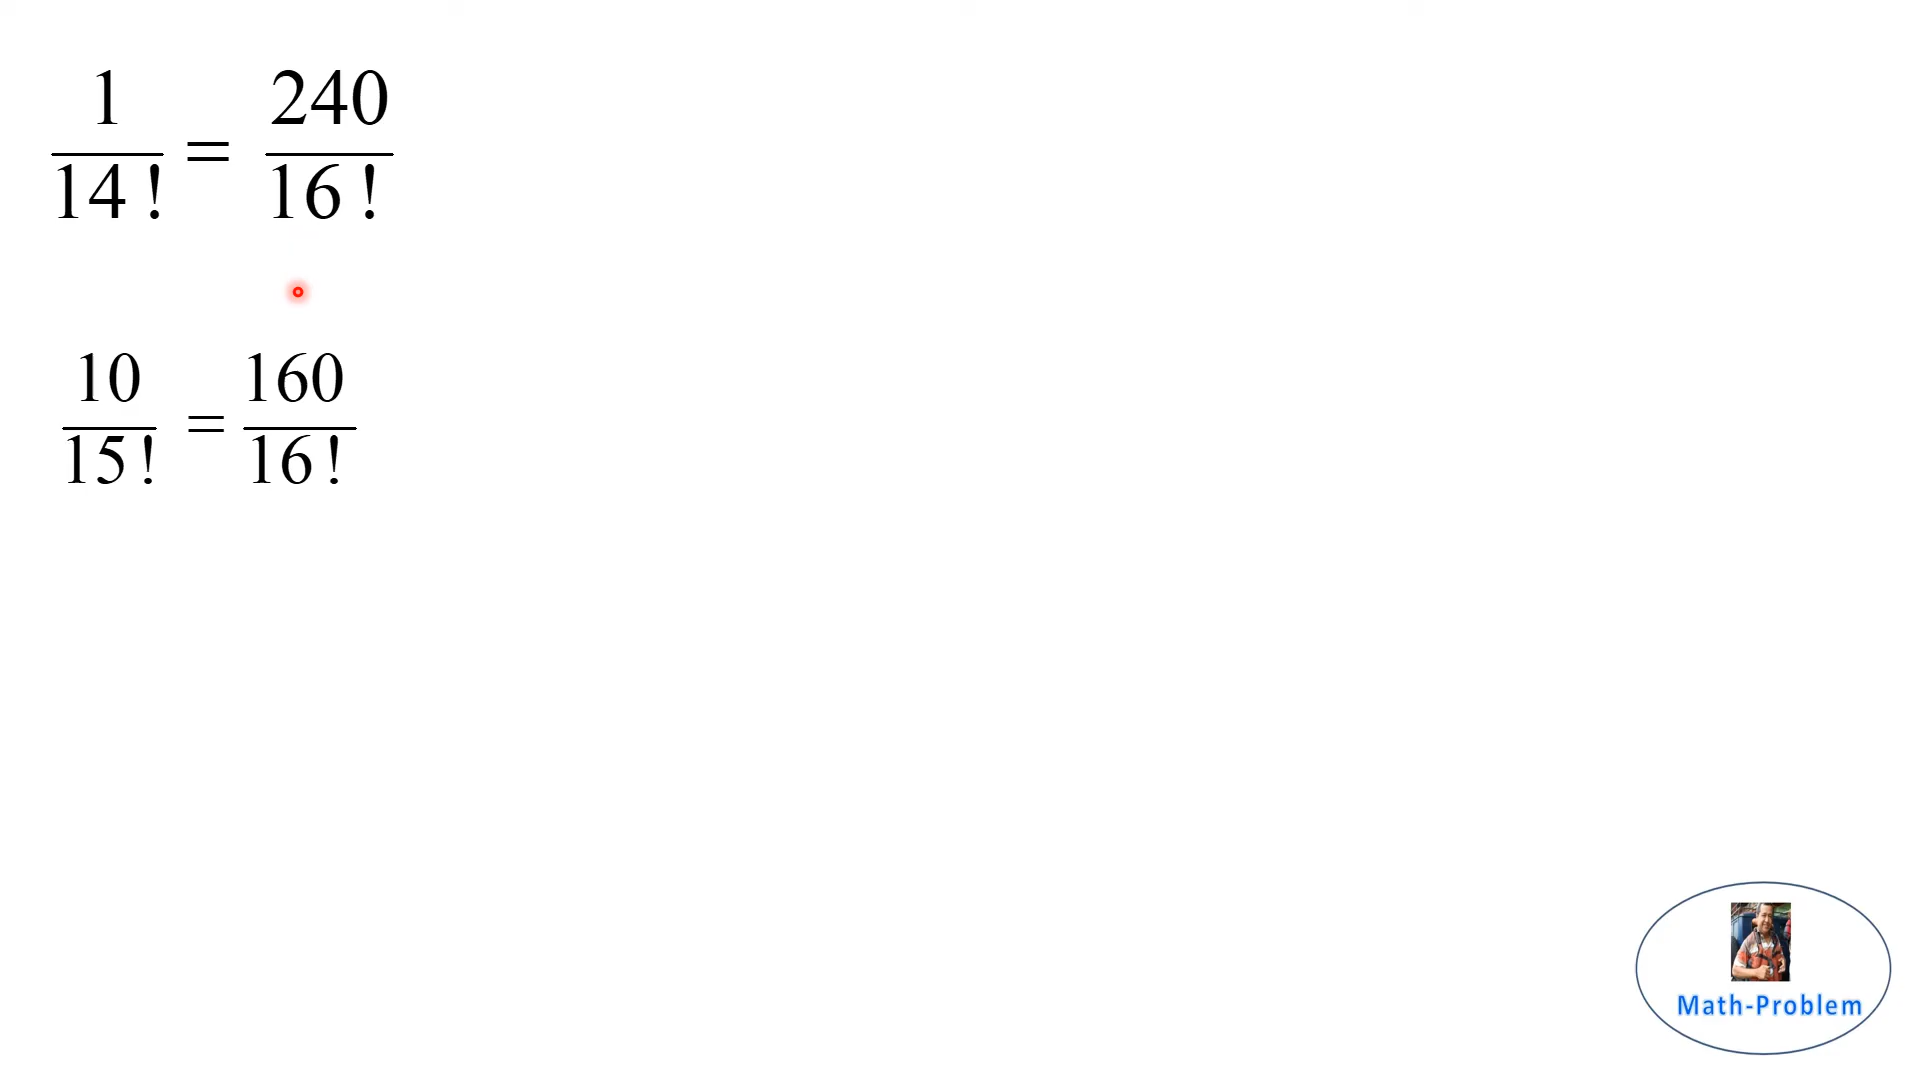 1/14! = 240/16!
10/15! = 160/16!
Math-Problem